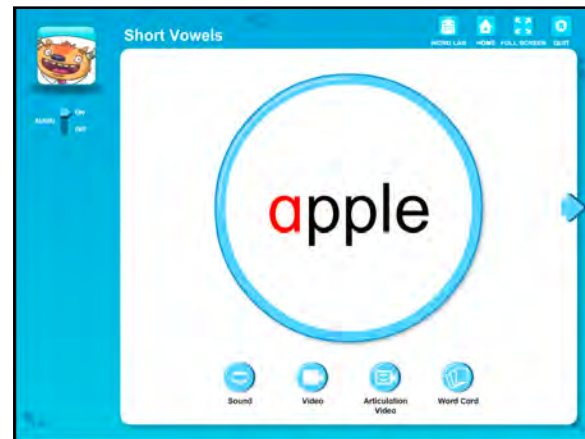 Short Vowels
WORD LAB HOME FULL SCREEN QUIT
AUDIO ON
OFF
apple
Sound Video Articulation Video Word Card